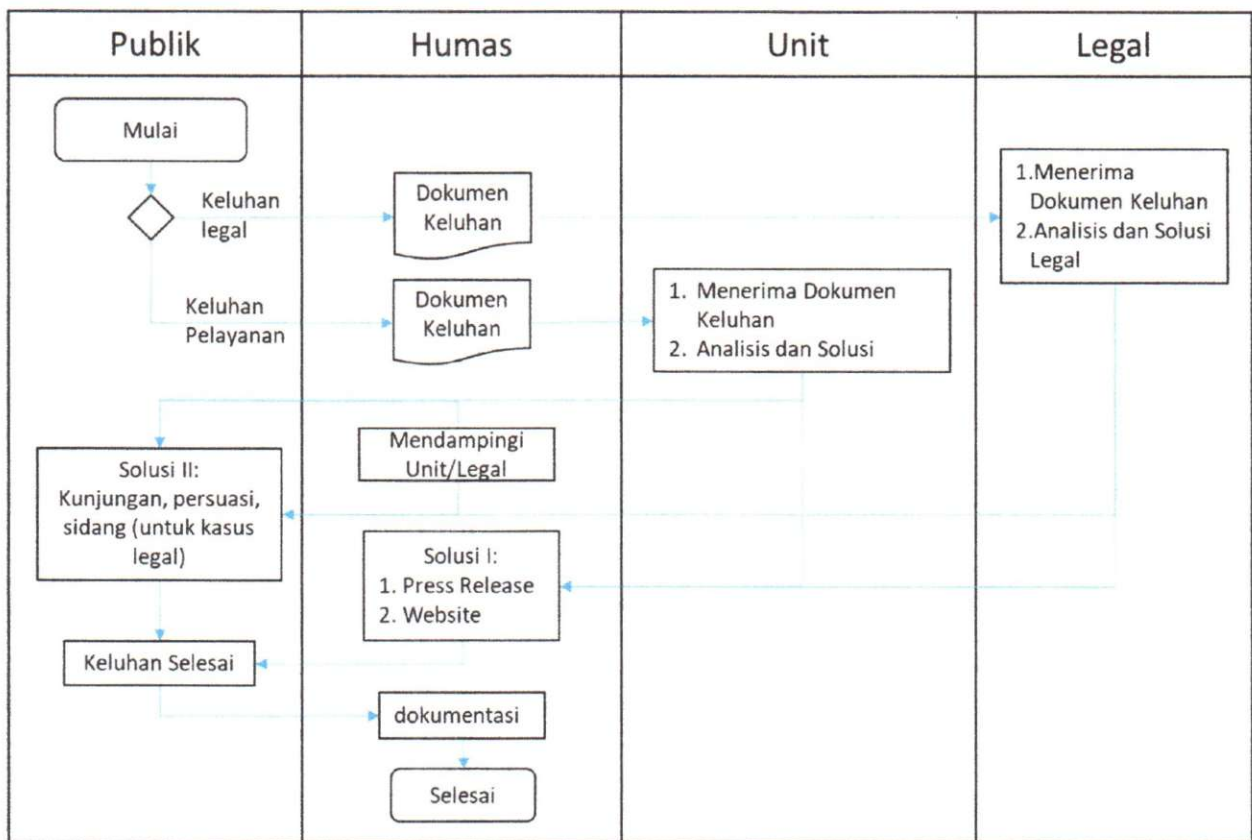 Publik
Humas
Unit
Legal
Mulai
Keluhan
legal
Dokumen
Keluhan
1.Menerima
Dokumen Keluhan
2.Analisis dan Solusi
Legal
Keluhan
Pelayanan
Dokumen
Keluhan
1. Menerima Dokumen
Keluhan
2. Analisis dan Solusi
Mendampingi
Unit/Legal
Solusi II:
Kunjungan, persuasi,
sidang (untuk kasus
legal)
Solusi I:
1. Press Release
2. Website
Keluhan Selesai
dokumentasi
Selesai